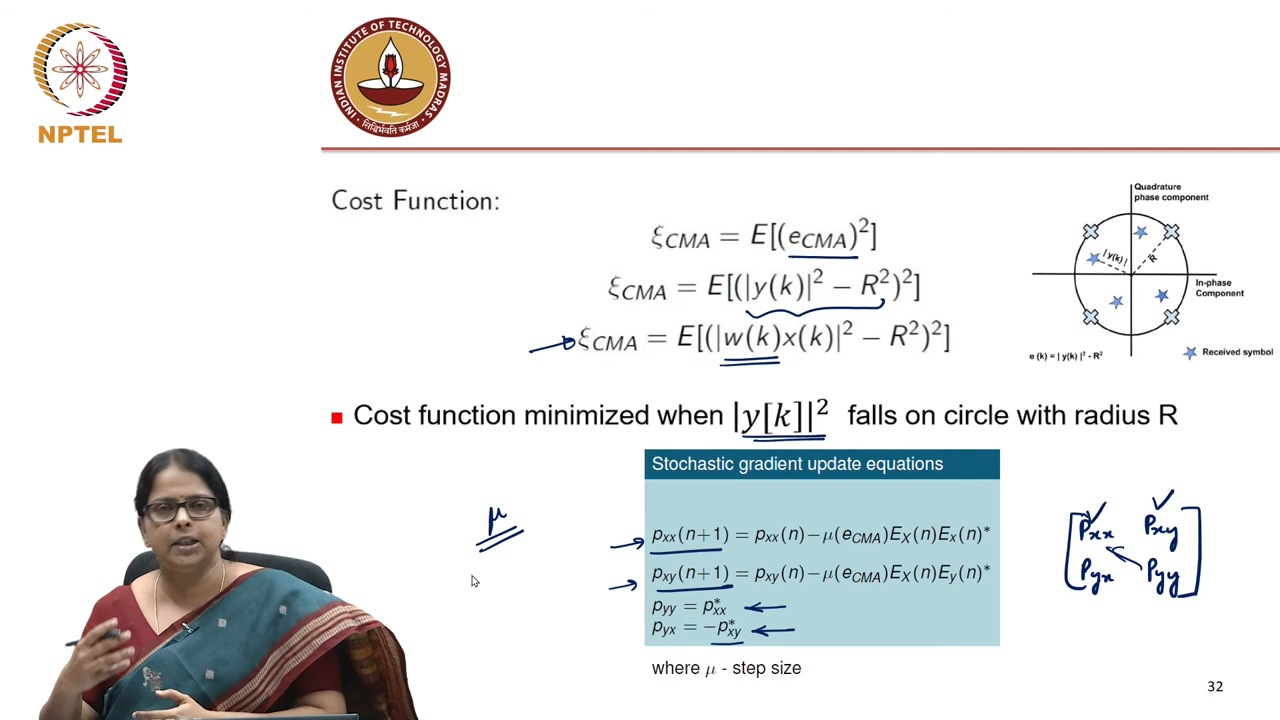 NPTEL
INDIAN INSTITUTE OF TECHNOLOGY MADRAS
सिद्धिर्भवति कर्मजा
Cost Function:
ξCMA = E[(eCMA)²]
ξCMA = E[(|y(k)|² − R²)²]
ξCMA = E[(|w(k)x(k)|² − R²)²]
Quadrature
phase component
|y(k)|
R
In-phase
Component
e (k) = | y(k) |² - R²
Received symbol
Cost function minimized when |y[k]|² falls on circle with radius R
Stochastic gradient update equations
μ
pxx(n+1) = pxx(n)−μ(eCMA)EX(n)Ex(n)*
pxy(n+1) = pxy(n)−μ(eCMA)EX(n)Ey(n)*
pyy = p*xx
pyx = −p*xy
Pxx Pxy
Pyx Pyy
where μ - step size
32